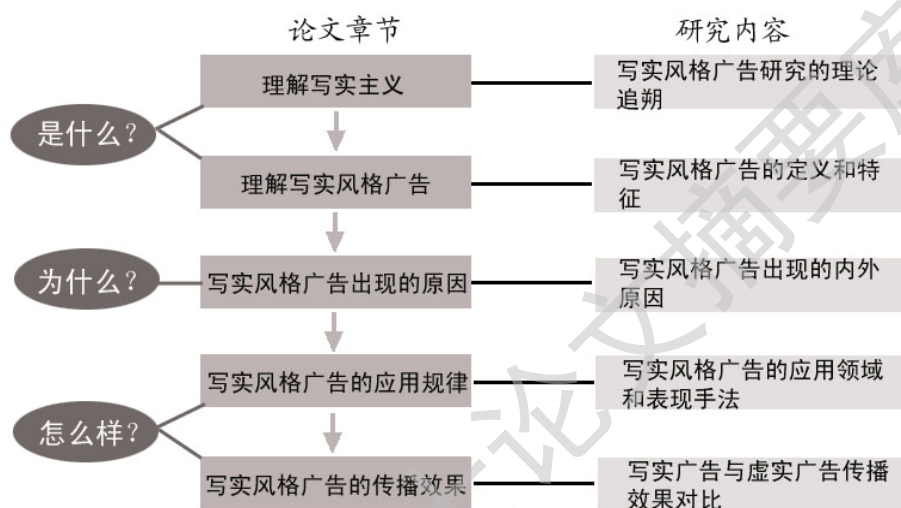 论文章节
研究内容
是什么？
理解写实主义
写实风格广告研究的理论
追朔
理解写实风格广告
写实风格广告的定义和特
征
为什么？
写实风格广告出现的原因
写实风格广告出现的内外
原因
怎么样？
写实风格广告的应用规律
写实风格广告的应用领域
和表现手法
写实风格广告的传播效果
写实广告与虚实广告传播
效果对比
论文摘要库